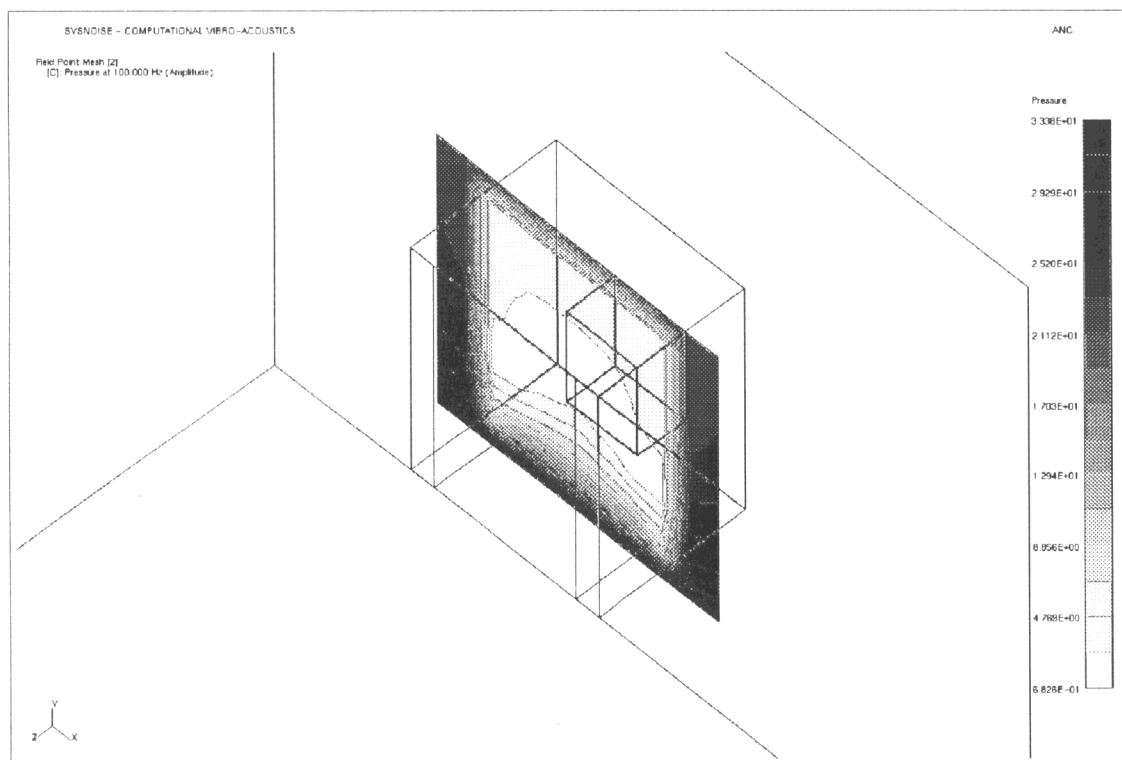 SYSNOISE - COMPUTATIONAL VIBRO-ACOUSTICS
ANC
Field Point Mesh [2]
[C]: Pressure at 100.000 Hz (Amplitude)
Pressure
3.338E+01
2.929E+01
2.520E+01
2.112E+01
1.703E+01
1.294E+01
8.856E+00
4.769E+00
6.826E-01
Y
Z X